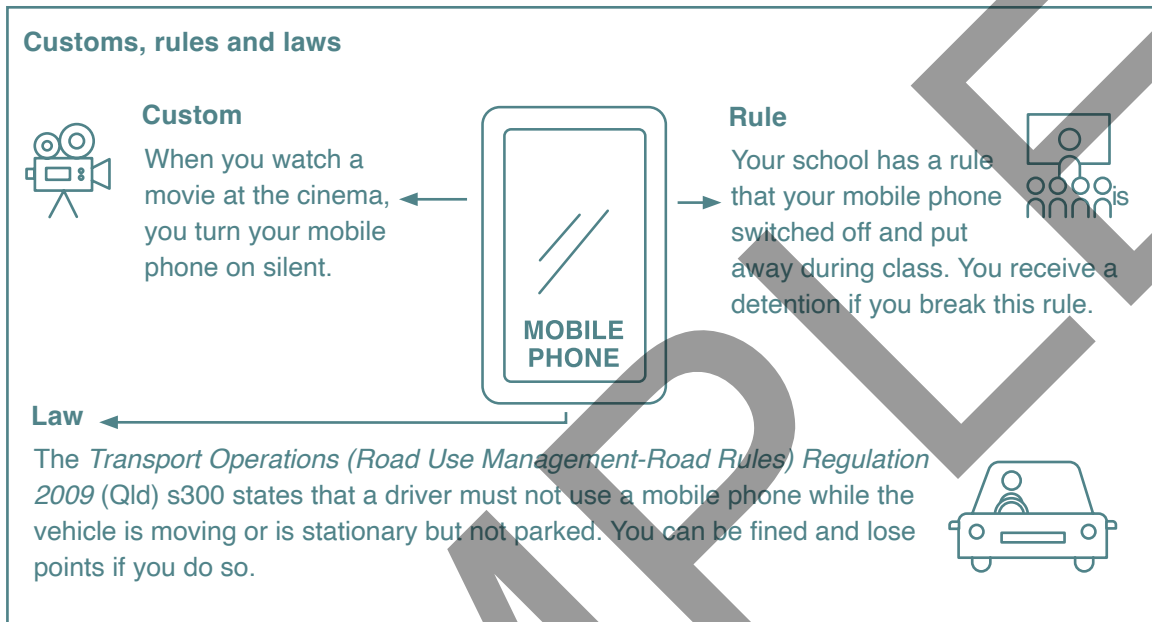 Customs, rules and laws
Custom
When you watch a
movie at the cinema,
you turn your mobile
phone on silent.
MOBILE
PHONE
Rule
Your school has a rule
that your mobile phone is
switched off and put
away during class. You receive a
detention if you break this rule.
Law
The Transport Operations (Road Use Management-Road Rules) Regulation
2009 (Qld) s300 states that a driver must not use a mobile phone while the
vehicle is moving or is stationary but not parked. You can be fined and lose
points if you do so.
MPLE